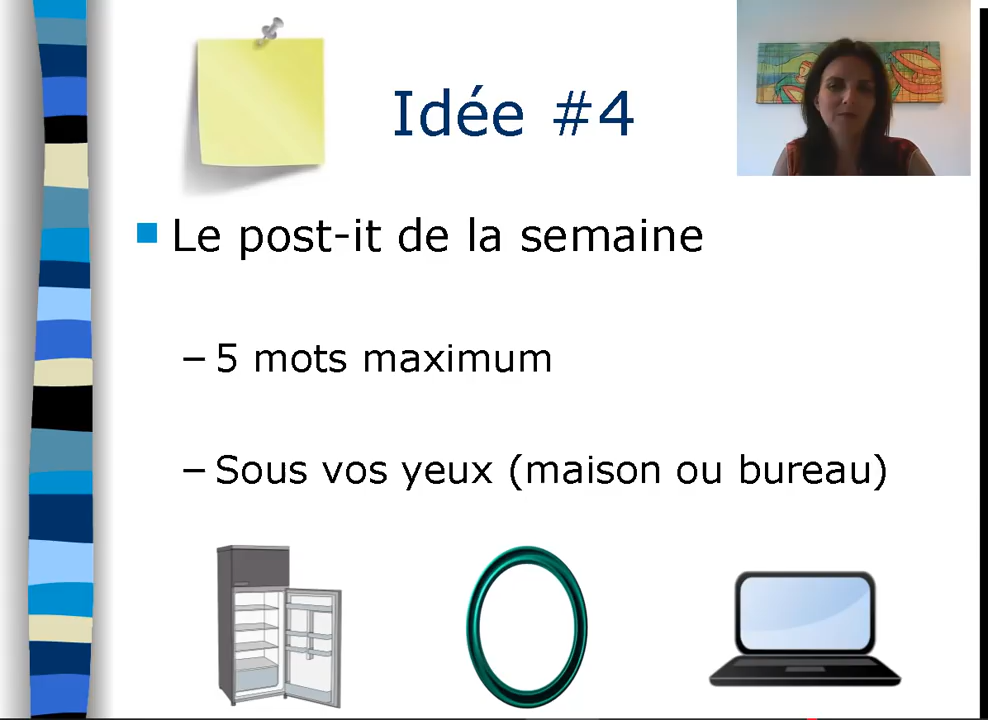 Idée #4
Le post-it de la semaine
– 5 mots maximum
– Sous vos yeux (maison ou bureau)